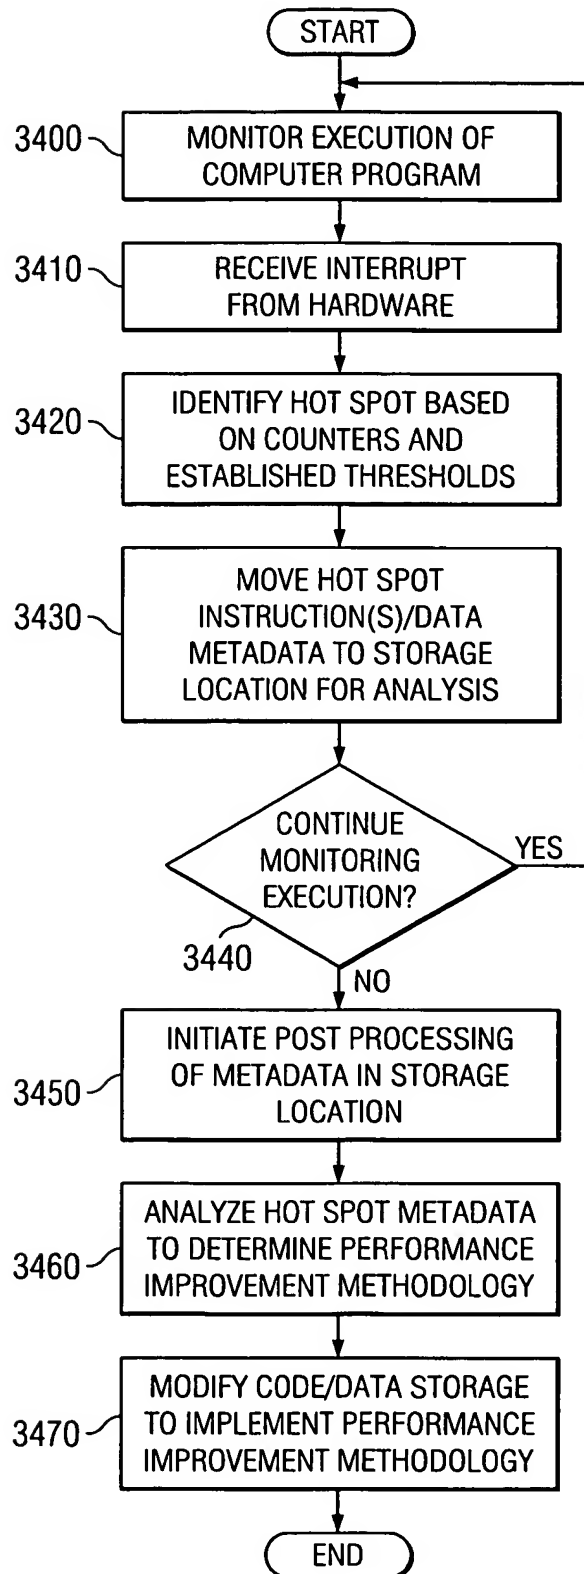 START
3400
MONITOR EXECUTION OF
COMPUTER PROGRAM
3410
RECEIVE INTERRUPT
FROM HARDWARE
3420
IDENTIFY HOT SPOT BASED
ON COUNTERS AND
ESTABLISHED THRESHOLDS
3430
MOVE HOT SPOT
INSTRUCTION(S)/DATA
METADATA TO STORAGE
LOCATION FOR ANALYSIS
CONTINUE
MONITORING
EXECUTION?
YES
3440
NO
3450
INITIATE POST PROCESSING
OF METADATA IN STORAGE
LOCATION
3460
ANALYZE HOT SPOT METADATA
TO DETERMINE PERFORMANCE
IMPROVEMENT METHODOLOGY
3470
MODIFY CODE/DATA STORAGE
TO IMPLEMENT PERFORMANCE
IMPROVEMENT METHODOLOGY
END